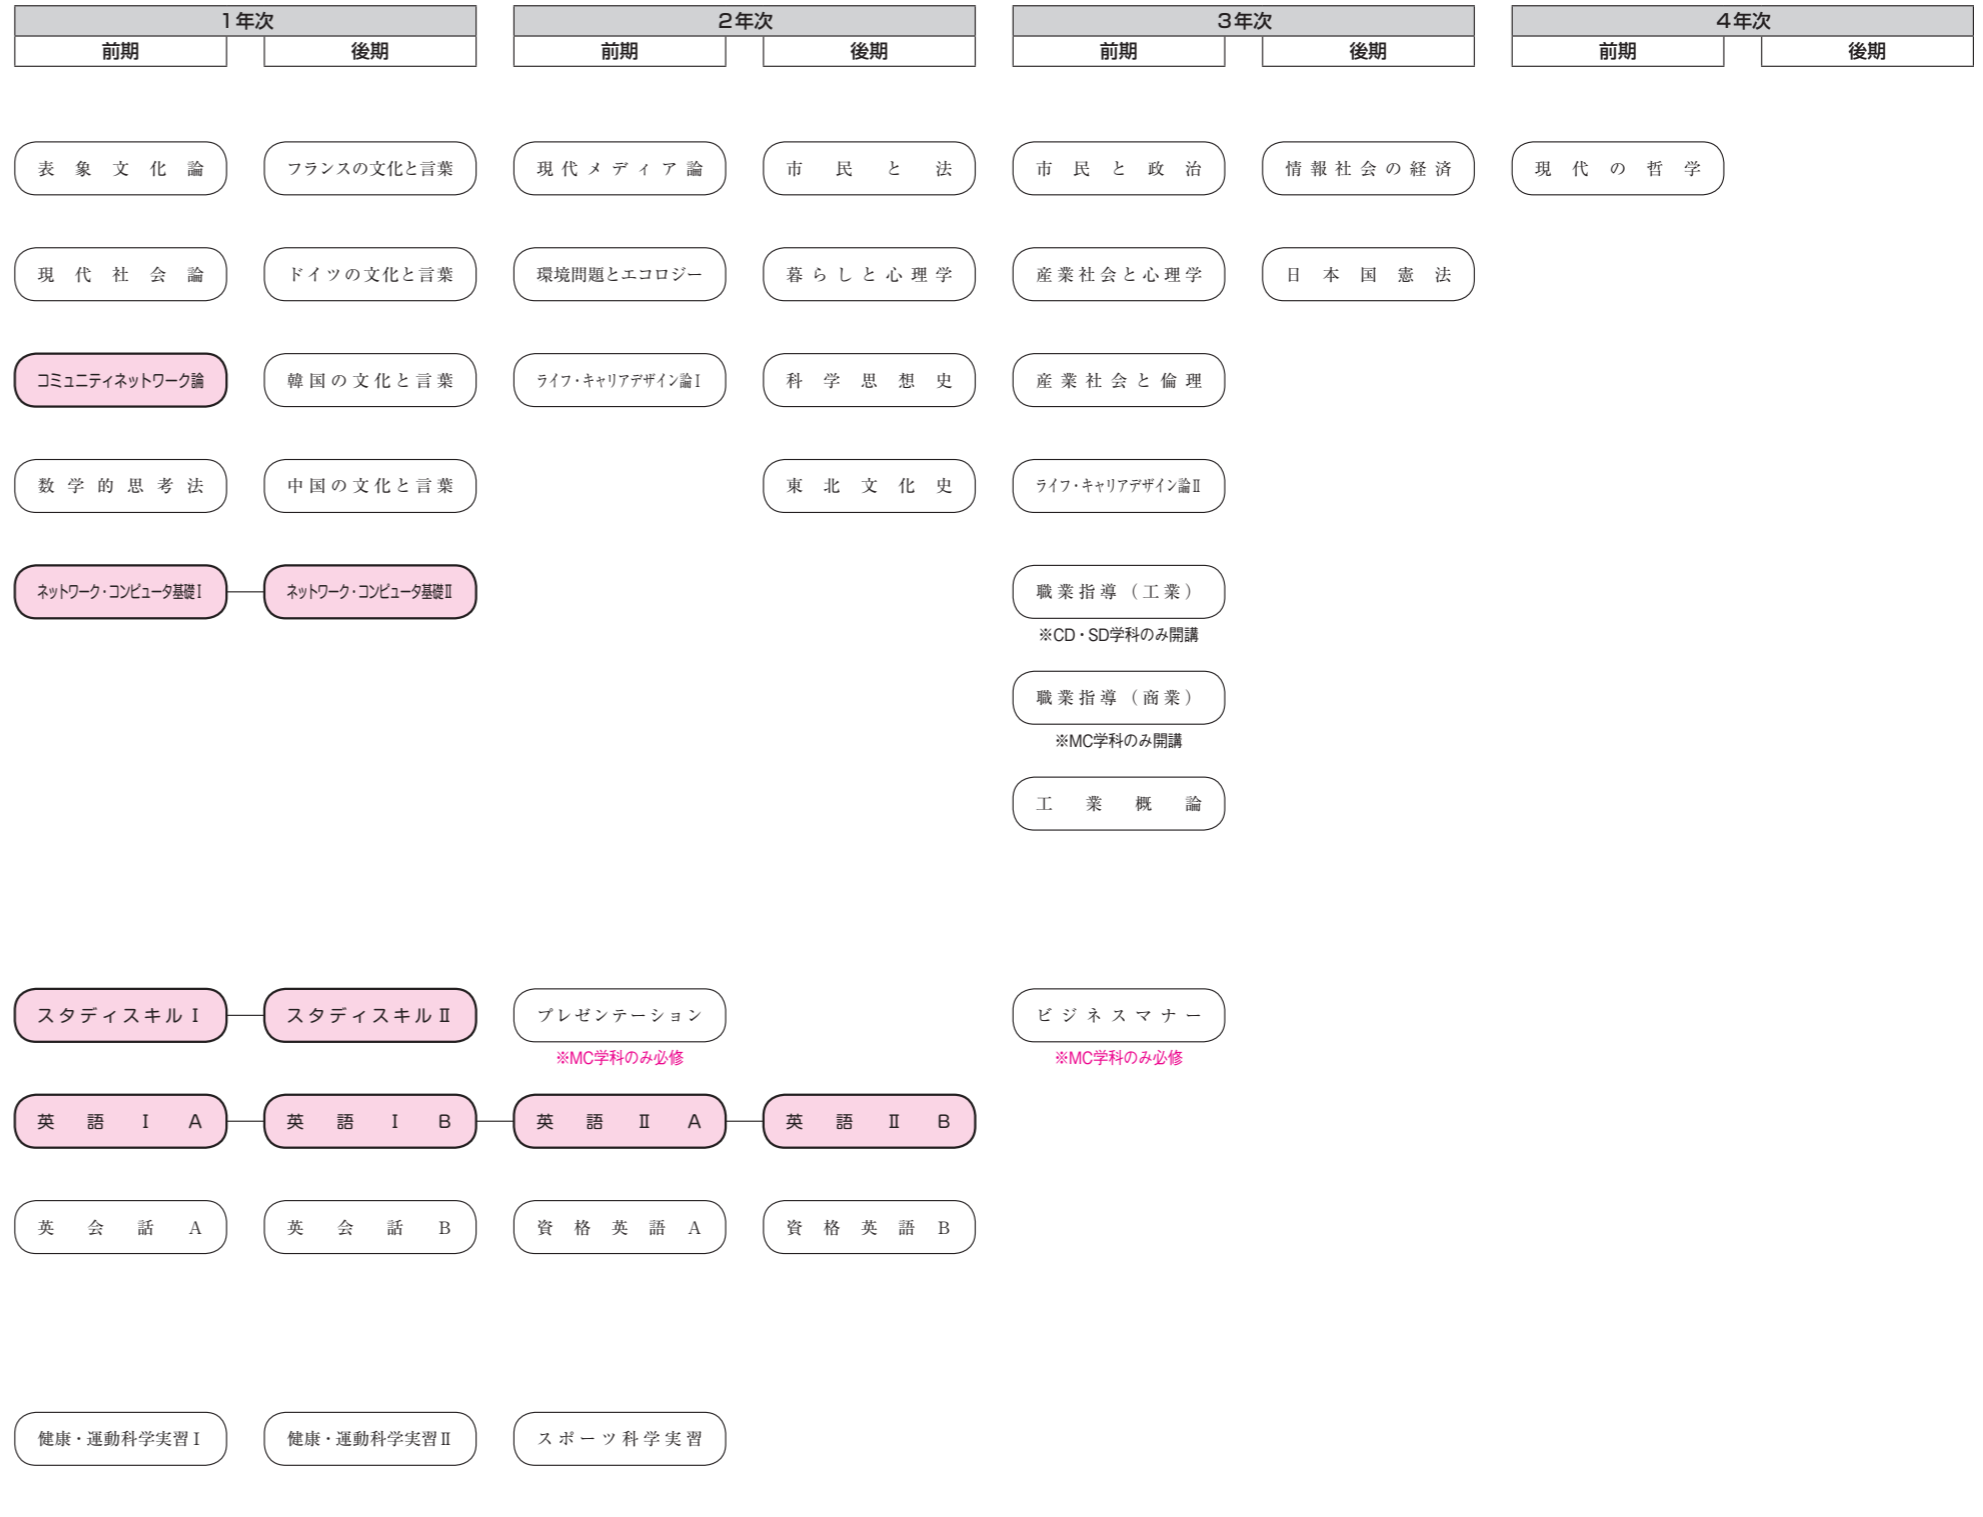 1年次 2年次 3年次 4年次
前期 後期 前期 後期 前期 後期 前期 後期
表象文化論 フランスの文化と言葉 現代メディア論 市民と法 市民と政治 情報社会の経済 現代の哲学
現代社会論 ドイツの文化と言葉 環境問題とエコロジー 暮らしと心理学 産業社会と心理学 日本国憲法
コミュニティネットワーク論 韓国の文化と言葉 ライフ・キャリアデザイン論Ⅰ 科学思想史 産業社会と倫理
数学的思考法 中国の文化と言葉 東北文化史 ライフ・キャリアデザイン論Ⅱ
ネットワーク・コンピュータ基礎Ⅰ ネットワーク・コンピュータ基礎Ⅱ 職業指導(工業)
※CD・SD学科のみ開講
職業指導(商業)
※MC学科のみ開講
工業概論
スタディスキルⅠ スタディスキルⅡ プレゼンテーション ビジネスマナー
※MC学科のみ必修 ※MC学科のみ必修
英語ⅠA 英語ⅠB 英語ⅡA 英語ⅡB
英会話A 英会話B 資格英語A 資格英語B
健康・運動科学実習Ⅰ 健康・運動科学実習Ⅱ スポーツ科学実習